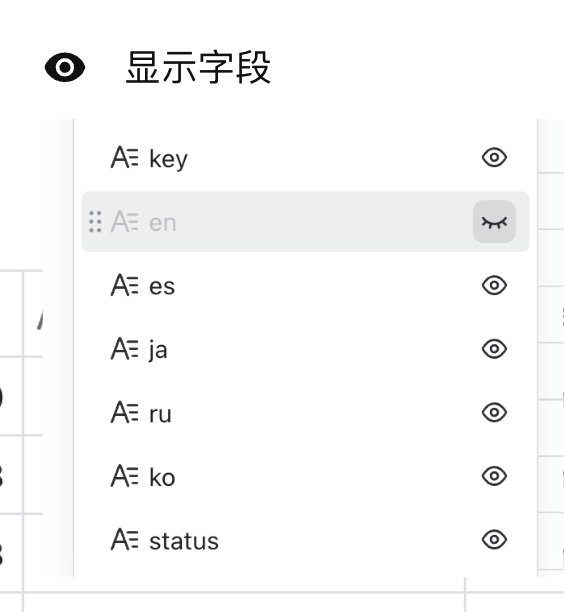 显示字段
key
en
es
ja
ru
ko
status